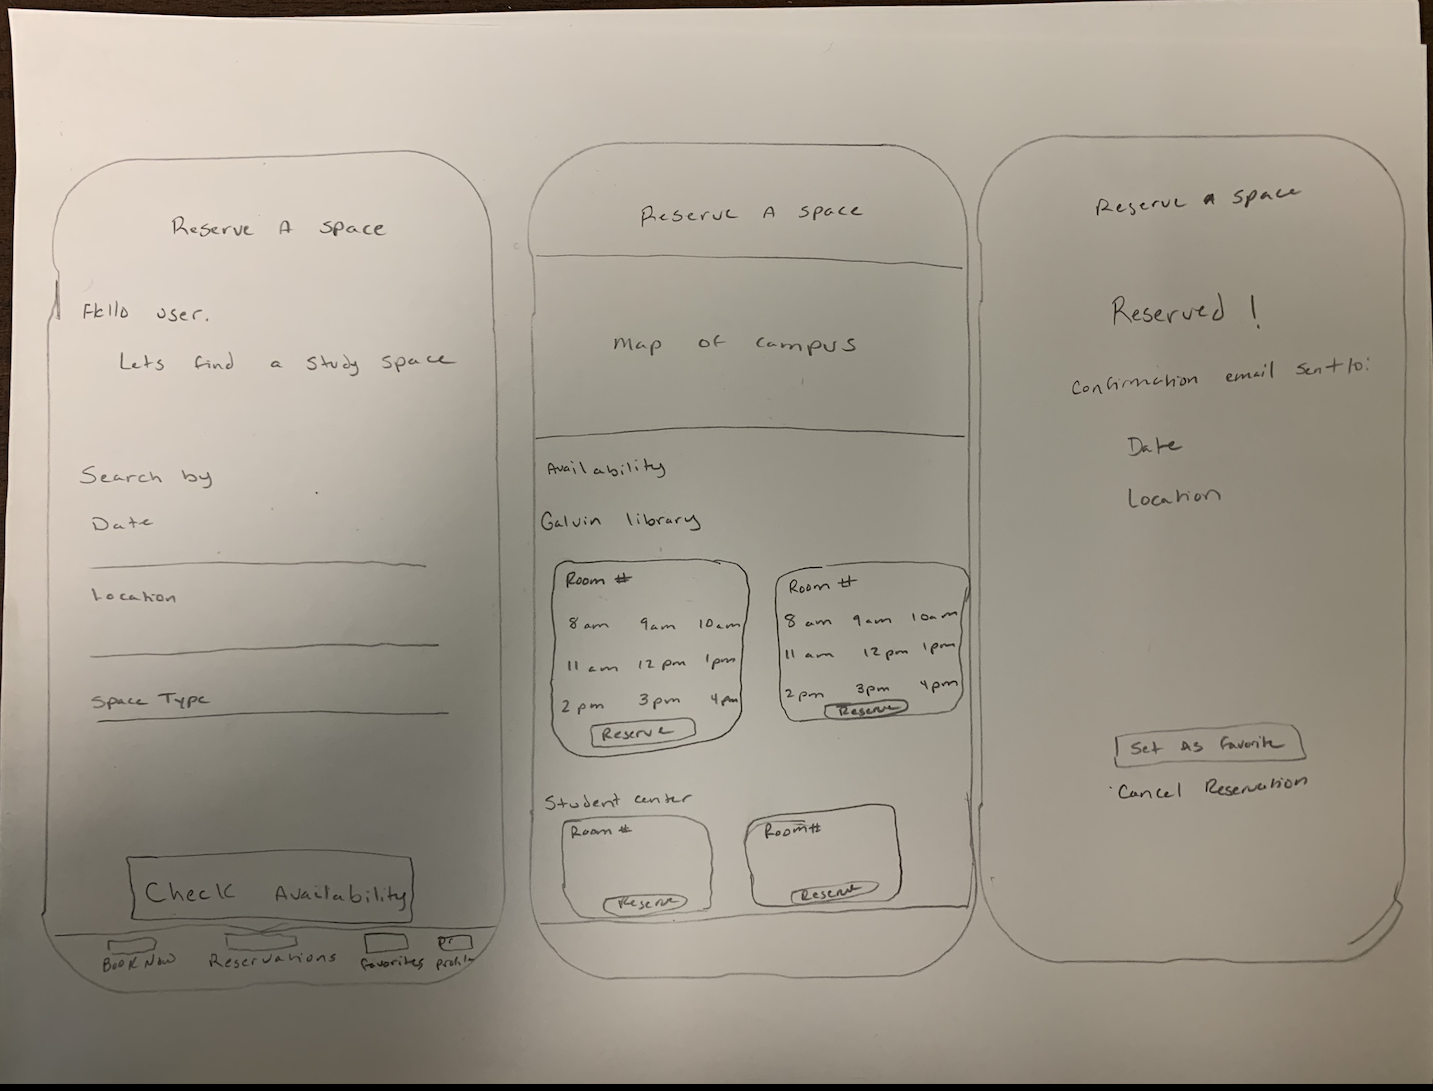 Reserve A Space
Hello user.
Lets find a study space
Search by
Date
Location
Space Type
Check Availability
Book Now Reservations Favorites Profile
Reserve A Space
Map of campus
Availability
Galvin library
Room #
8 am 9am 10am
11 am 12 pm 1pm
2 pm 3 pm 4pm
Reserve
Room #
8 am 9am 10am
11 am 12 pm 1pm
2 pm 3pm 4pm
Reserve
Student center
Room #
Reserve
Room #
Reserve
Reserve a space
Reserved !
Confirmation email sent to:
Date
Location
Set As Favorite
Cancel Reservation